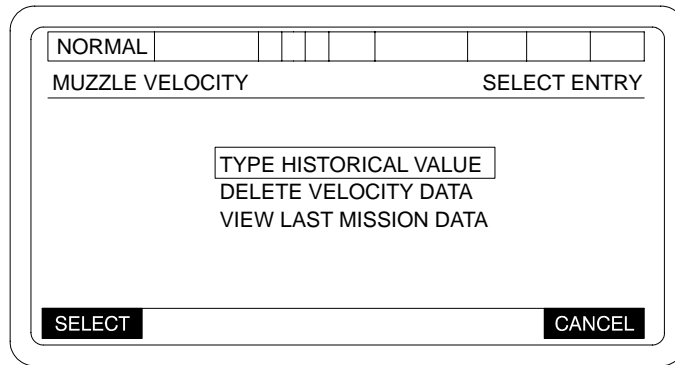 NORMAL
MUZZLE VELOCITY SELECT ENTRY
TYPE HISTORICAL VALUE
DELETE VELOCITY DATA
VIEW LAST MISSION DATA
SELECT CANCEL